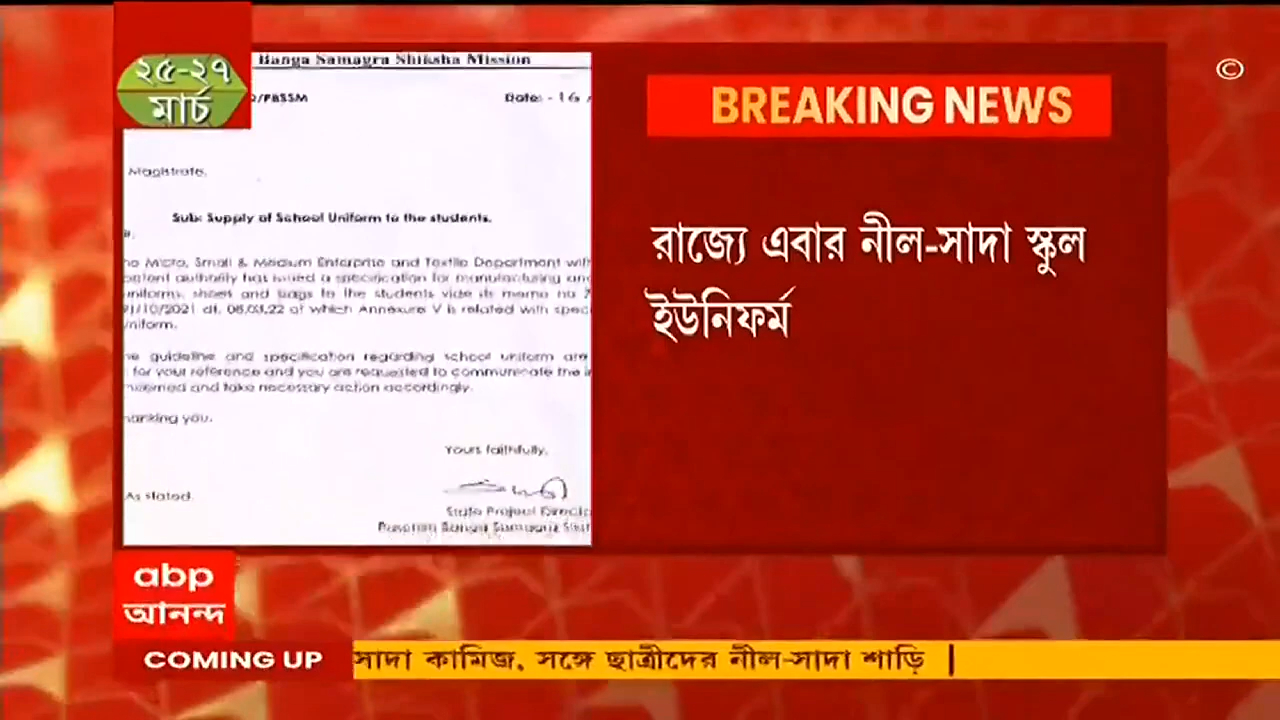 ২৫-২৭
মার্চ
Banga Samagra Shiksha Mission
/PBSSM
Date: - 16
Magistrate,
Sub: Supply of School Uniform to the students.
Micro, Small & Medium Enterprise and Textile Department
authority has issued a specification for manufacturing
uniforms, shoes and bags to the students vide its memo no
/10/2021 dt. 08.03.22 of which Annexure V is related with
guideline and specification regarding school uniform are
for your reference and you are requested to communicate the
and take necessary action accordingly.
you.
Yours faithfully,
As stated.
State Project
Banga Samagra
BREAKING NEWS
©
রাজ্যে এবার নীল-সাদা স্কুল
ইউনিফর্ম
abp
আনন্দ
COMING UP
সাদা কামিজ, সঙ্গে ছাত্রীদের নীল-সাদা শাড়ি |